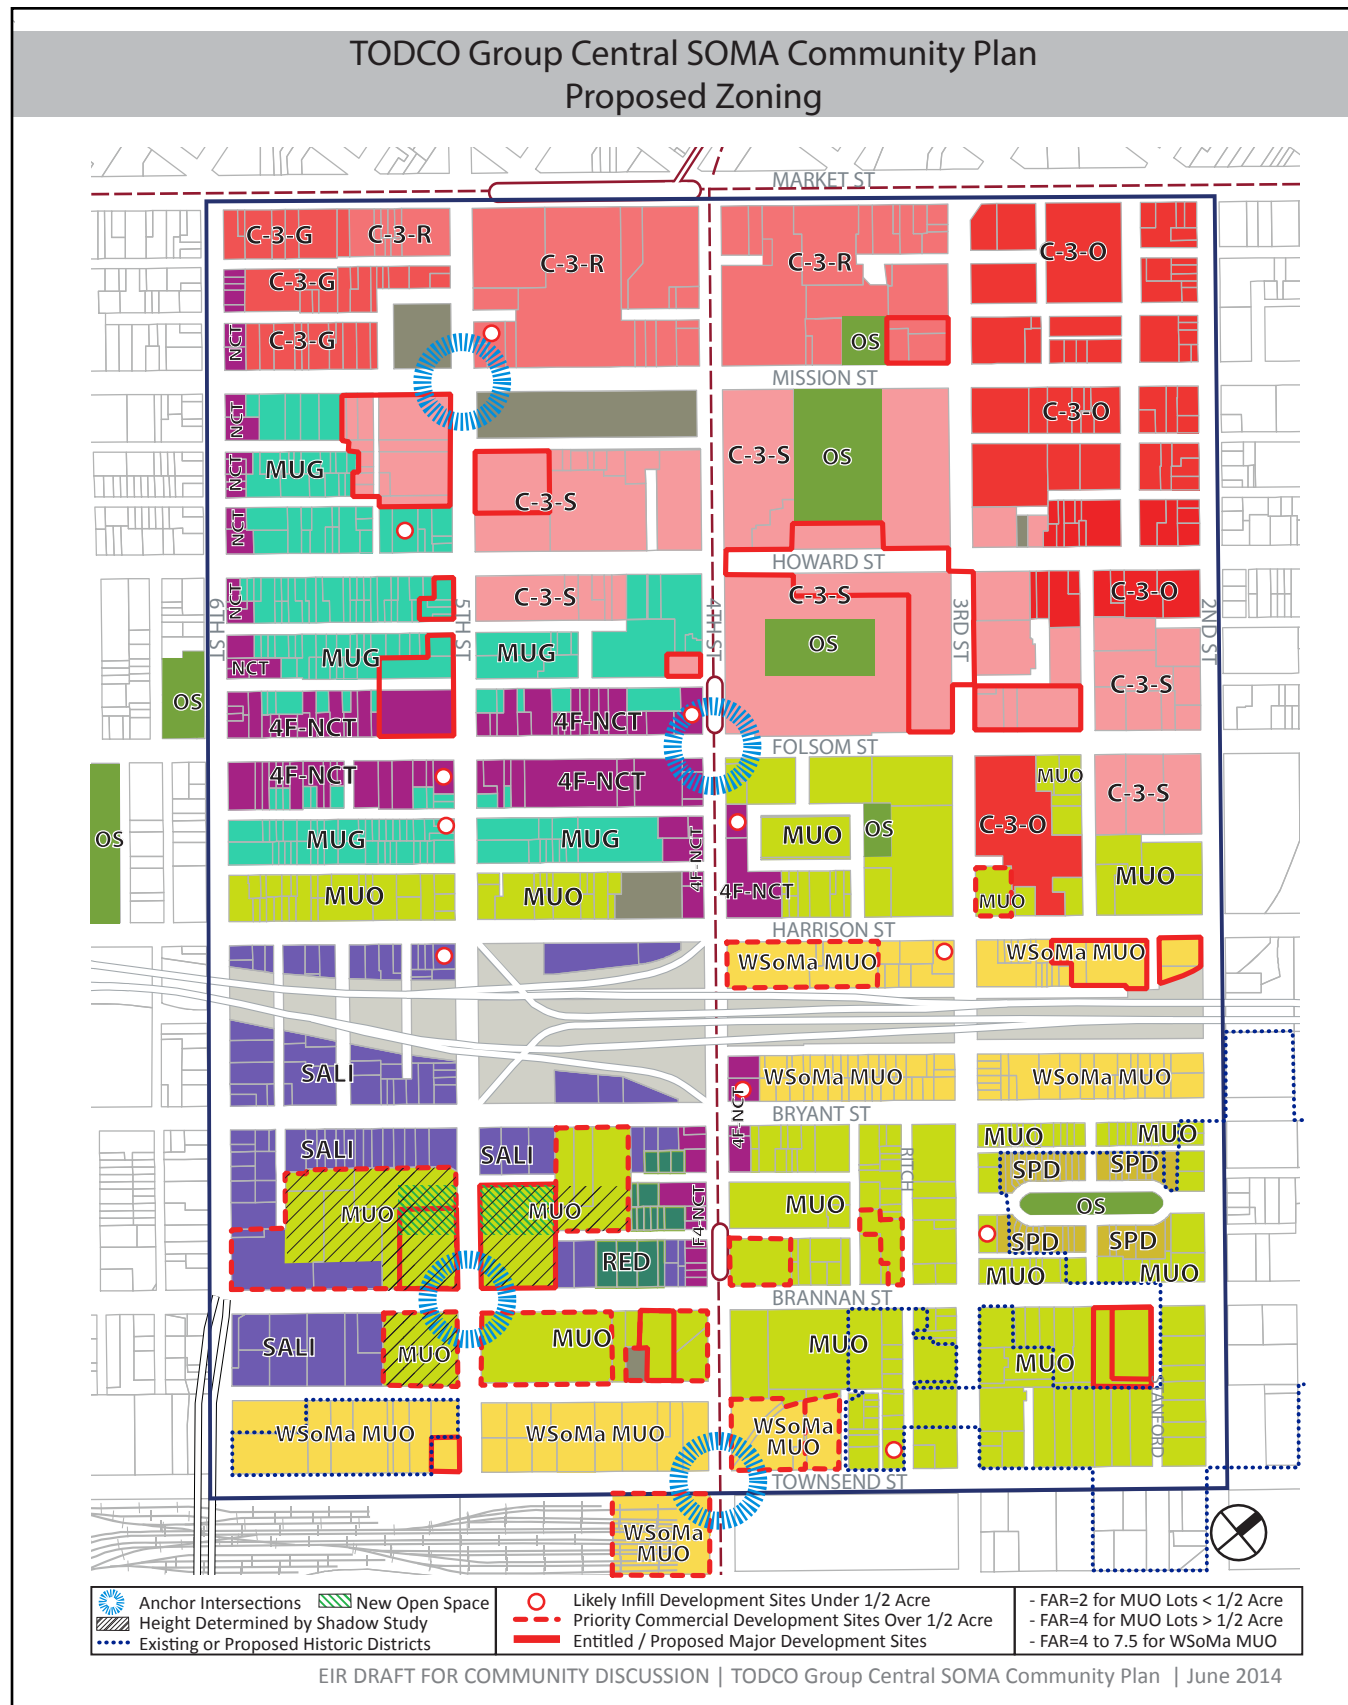 TODCO Group Central SOMA Community Plan
Proposed Zoning
MARKET ST
C-3-G
C-3-R
C-3-R
C-3-R
C-3-O
C-3-G
NCT
C-3-G
OS
MISSION ST
NCT
C-3-O
NCT
MUG
C-3-S
OS
NCT
C-3-S
HOWARD ST
NCT
6TH ST
5TH ST
C-3-S
4TH ST
C-3-S
3RD ST
C-3-O
2ND ST
NCT
MUG
MUG
OS
OS
C-3-S
4F-NCT
4F-NCT
FOLSOM ST
4F-NCT
4F-NCT
MUO
C-3-S
OS
MUG
MUG
4F-NCT
MUO
OS
C-3-O
MUO
MUO
MUO
4F-NCT
MUO
HARRISON ST
WSoMa MUO
WSoMa MUO
SALI
WSoMa MUO
WSoMa MUO
4F-NCT
BRYANT ST
SALI
SALI
MUO
MUO
RITCH
SPD
SPD
MUO
MUO
F4-NCT
MUO
OS
RED
SPD
SPD
MUO
MUO
BRANNAN ST
SALI
MUO
MUO
MUO
MUO
STANFORD
WSoMa MUO
WSoMa MUO
WSoMa
MUO
TOWNSEND ST
WSoMa
MUO
Anchor Intersections
New Open Space
Height Determined by Shadow Study
Existing or Proposed Historic Districts
Likely Infill Development Sites Under 1/2 Acre
Priority Commercial Development Sites Over 1/2 Acre
Entitled / Proposed Major Development Sites
- FAR=2 for MUO Lots < 1/2 Acre
- FAR=4 for MUO Lots > 1/2 Acre
- FAR=4 to 7.5 for WSoMa MUO
EIR DRAFT FOR COMMUNITY DISCUSSION | TODCO Group Central SOMA Community Plan | June 2014